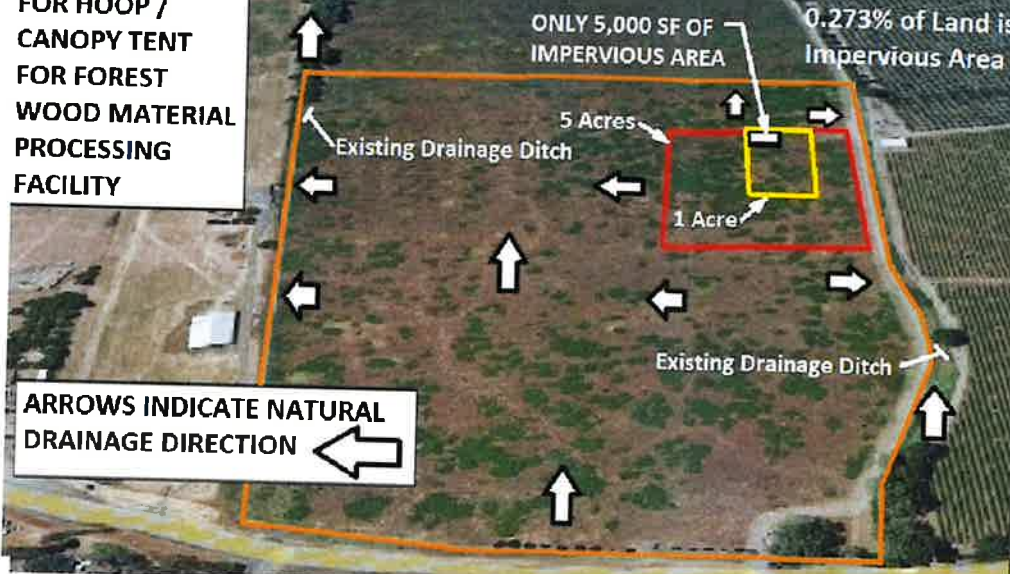 FOR HOOP /
CANOPY TENT
FOR FOREST
WOOD MATERIAL
PROCESSING
FACILITY
ONLY 5,000 SF OF
IMPERVIOUS AREA
0.273% of Land is
Impervious Area
5 Acres
Existing Drainage Ditch
1 Acre
Existing Drainage Ditch
ARROWS INDICATE NATURAL
DRAINAGE DIRECTION